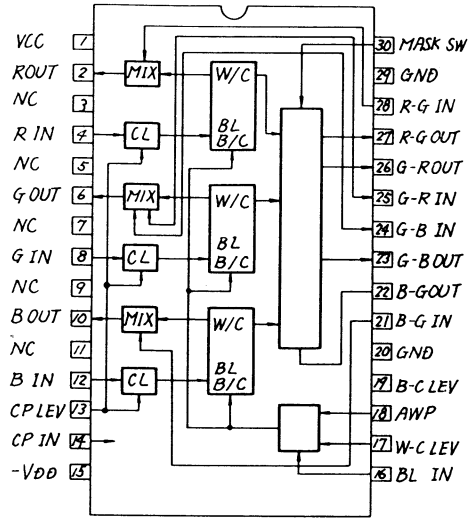 VCC 1
ROUT 2
NC 3
R IN 4
NC 5
G OUT 6
NC 7
G IN 8
NC 9
B OUT 10
NC 11
B IN 12
CP LEV 13
CP IN 14
-VDD 15
MIX
CL
MIX
CL
MIX
CL
W/C
BL
B/C
W/C
BL
B/C
W/C
BL
B/C
30 MASK SW
29 GND
28 R-G IN
27 R-G OUT
26 G-R OUT
25 G-R IN
24 G-B IN
23 G-B OUT
22 B-G OUT
21 B-G IN
20 GND
19 B-C LEV
18 AWP
17 W-C LEV
16 BL IN